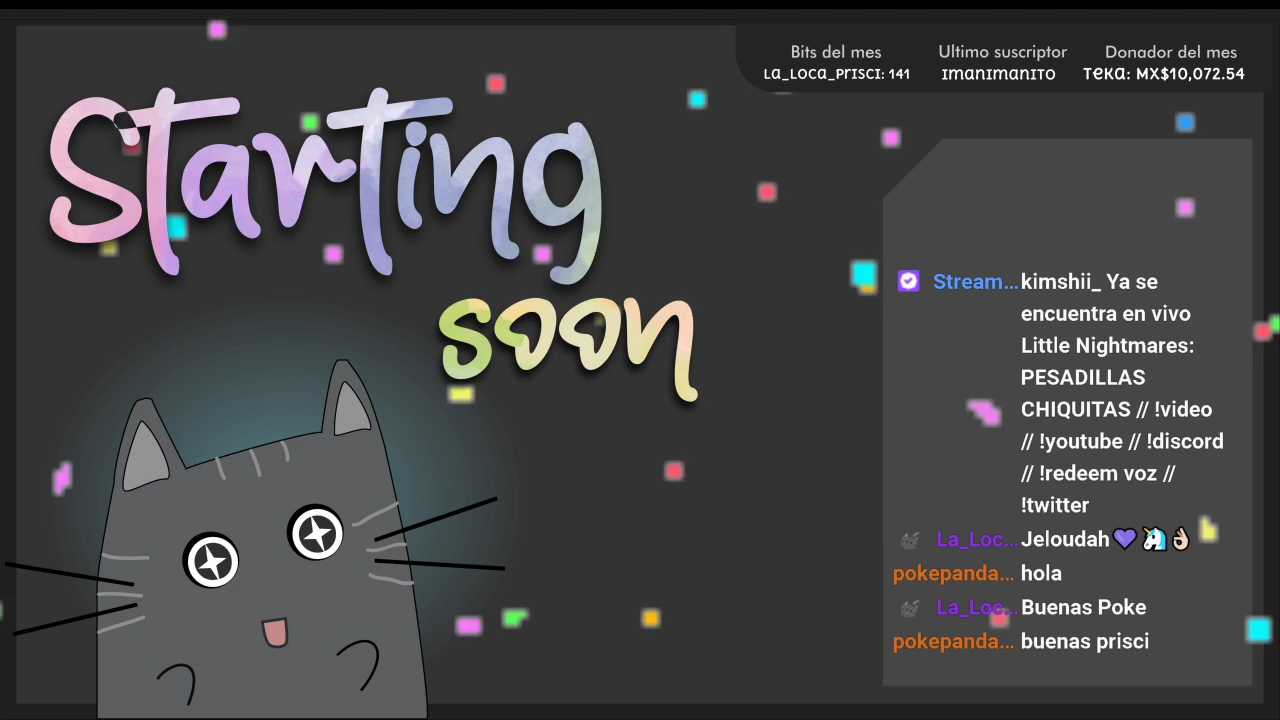 Bits del mes
La_Loca_Prisci: 141
Ultimo suscriptor
ImanImanito
Donador del mes
Teka: MX$10,072.54
Starting
soon
Stream... kimshii_ Ya se
encuentra en vivo
Little Nightmares:
PESADILLAS
CHIQUITAS // !video
// !youtube // !discord
// !redeem voz //
!twitter
La_Loc... Jeloudah💜🦄👌🏻
pokepanda... hola
La_Loc... Buenas Poke
pokepanda... buenas prisci